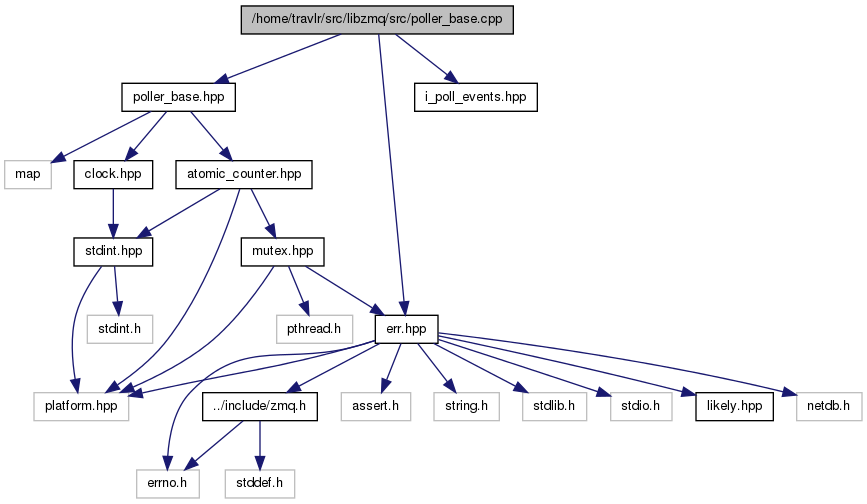 /home/travlr/src/libzmq/src/poller_base.cpp
poller_base.hpp
i_poll_events.hpp
map
clock.hpp
atomic_counter.hpp
stdint.hpp
mutex.hpp
stdint.h
pthread.h
err.hpp
platform.hpp
../include/zmq.h
assert.h
string.h
stdlib.h
stdio.h
likely.hpp
netdb.h
errno.h
stddef.h